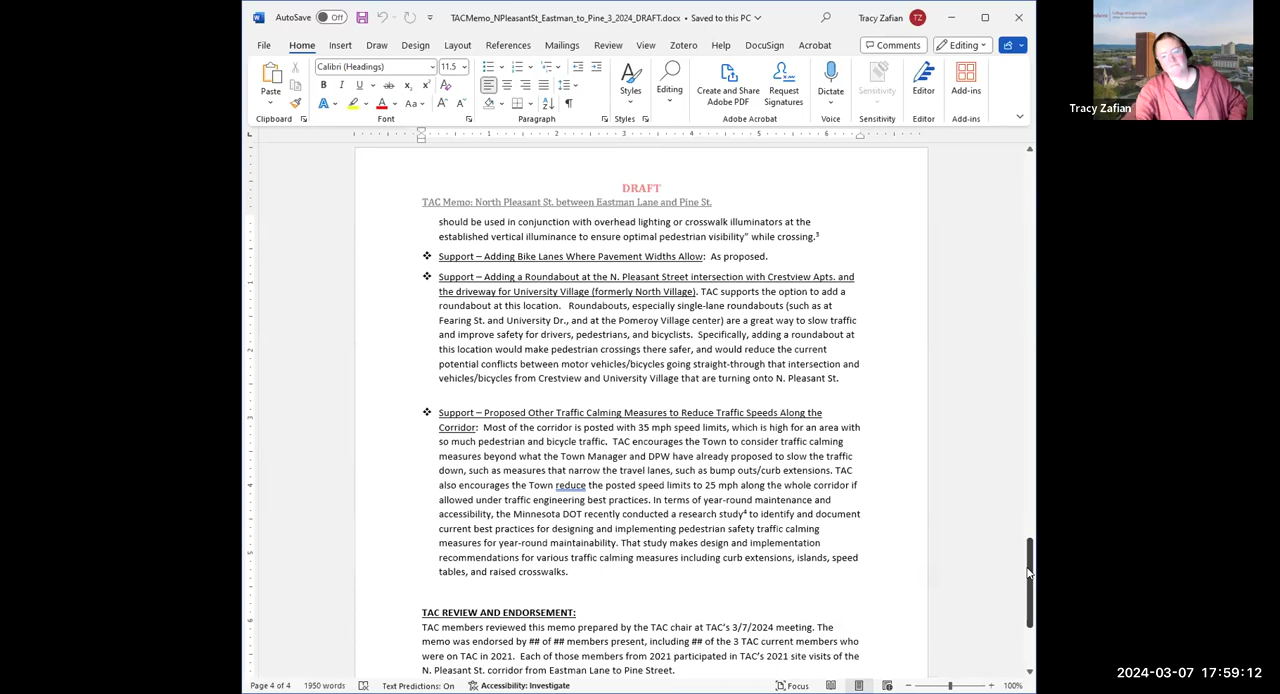 AutoSave Off TACMemo_NPleasantSt_Eastman_to_Pine_3_2024_DRAFT.docx • Saved to this PC Tracy Zafian TZ
File Home Insert Draw Design Layout References Mailings Review View Zotero Help DocuSign Acrobat Comments Editing
Calibri (Headings) 11.5
Paste Styles Editing Create and Share Adobe PDF Request Signatures Dictate Sensitivity Editor Add-ins
Clipboard Font Paragraph Styles Adobe Acrobat Voice Sensitivity Editor Add-ins
Tracy Zafian
DRAFT
TAC Memo: North Pleasant St. between Eastman Lane and Pine St.
should be used in conjunction with overhead lighting or crosswalk illuminators at the
established vertical illuminance to ensure optimal pedestrian visibility” while crossing.³
❖ Support – Adding Bike Lanes Where Pavement Widths Allow: As proposed.
❖ Support – Adding a Roundabout at the N. Pleasant Street intersection with Crestview Apts. and
the driveway for University Village (formerly North Village). TAC supports the option to add a
roundabout at this location. Roundabouts, especially single-lane roundabouts (such as at
Fearing St. and University Dr., and at the Pomeroy Village center) are a great way to slow traffic
and improve safety for drivers, pedestrians, and bicyclists. Specifically, adding a roundabout at
this location would make pedestrian crossings there safer, and would reduce the current
potential conflicts between motor vehicles/bicycles going straight-through that intersection and
vehicles/bicycles from Crestview and University Village that are turning onto N. Pleasant St.
❖ Support – Proposed Other Traffic Calming Measures to Reduce Traffic Speeds Along the
Corridor: Most of the corridor is posted with 35 mph speed limits, which is high for an area with
so much pedestrian and bicycle traffic. TAC encourages the Town to consider traffic calming
measures beyond what the Town Manager and DPW have already proposed to slow the traffic
down, such as measures that narrow the travel lanes, such as bump outs/curb extensions. TAC
also encourages the Town reduce the posted speed limits to 25 mph along the whole corridor if
allowed under traffic engineering best practices. In terms of year-round maintenance and
accessibility, the Minnesota DOT recently conducted a research study⁴ to identify and document
current best practices for designing and implementing pedestrian safety traffic calming
measures for year-round maintainability. That study makes design and implementation
recommendations for various traffic calming measures including curb extensions, islands, speed
tables, and raised crosswalks.
TAC REVIEW AND ENDORSEMENT:
TAC members reviewed this memo prepared by the TAC chair at TAC’s 3/7/2024 meeting. The
memo was endorsed by ## of ## members present, including ## of the 3 TAC current members who
were on TAC in 2021. Each of those members from 2021 participated in TAC’s 2021 site visits of the
N. Pleasant St. corridor from Eastman Lane to Pine Street.
Page 4 of 4 1950 words Text Predictions: On Accessibility: Investigate Focus 100%
2024-03-07 17:59:12